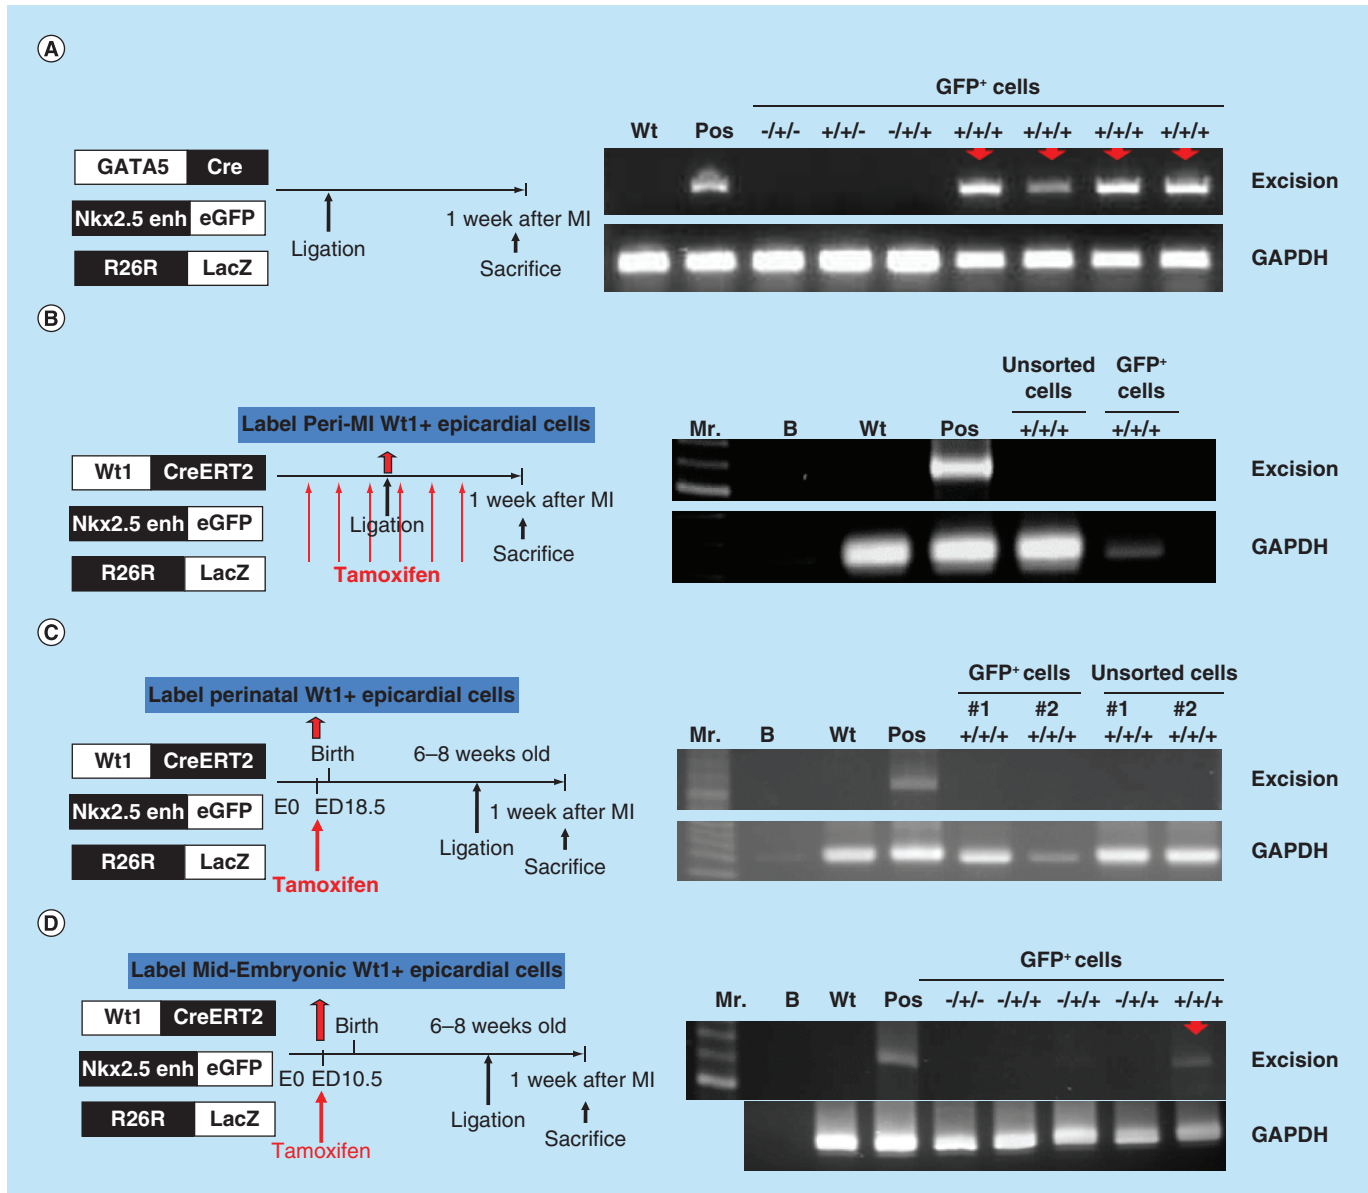 A
GFP+ cells
Wt Pos -/+/- +/+/- -/+/+ +/+/+ +/+/+ +/+/+ +/+/+
GATA5 Cre
Excision
Nkx2.5 enh eGFP
1 week after MI
Ligation
R26R LacZ
Sacrifice
GAPDH
B
Unsorted cells
GFP+ cells
Label Peri-MI Wt1+ epicardial cells
Mr. B Wt Pos +/+/+ +/+/+
Wt1 CreERT2
Excision
1 week after MI
Nkx2.5 enh eGFP
Ligation
Sacrifice
GAPDH
R26R LacZ
Tamoxifen
C
GFP+ cells Unsorted cells
Label perinatal Wt1+ epicardial cells
#1 #2 #1 #2
Mr. B Wt Pos +/+/+ +/+/+ +/+/+ +/+/+
Wt1 CreERT2
Birth 6–8 weeks old
Excision
Nkx2.5 enh eGFP
E0 ED18.5
1 week after MI
Ligation
R26R LacZ
Sacrifice
GAPDH
Tamoxifen
D
GFP+ cells
Label Mid-Embryonic Wt1+ epicardial cells
Mr. B Wt Pos -/+/- -/+/+ -/+/+ -/+/+ +/+/+
Wt1 CreERT2
Birth 6–8 weeks old
Excision
Nkx2.5 enh eGFP
E0 ED10.5
1 week after MI
R26R LacZ
Ligation
Sacrifice
GAPDH
Tamoxifen